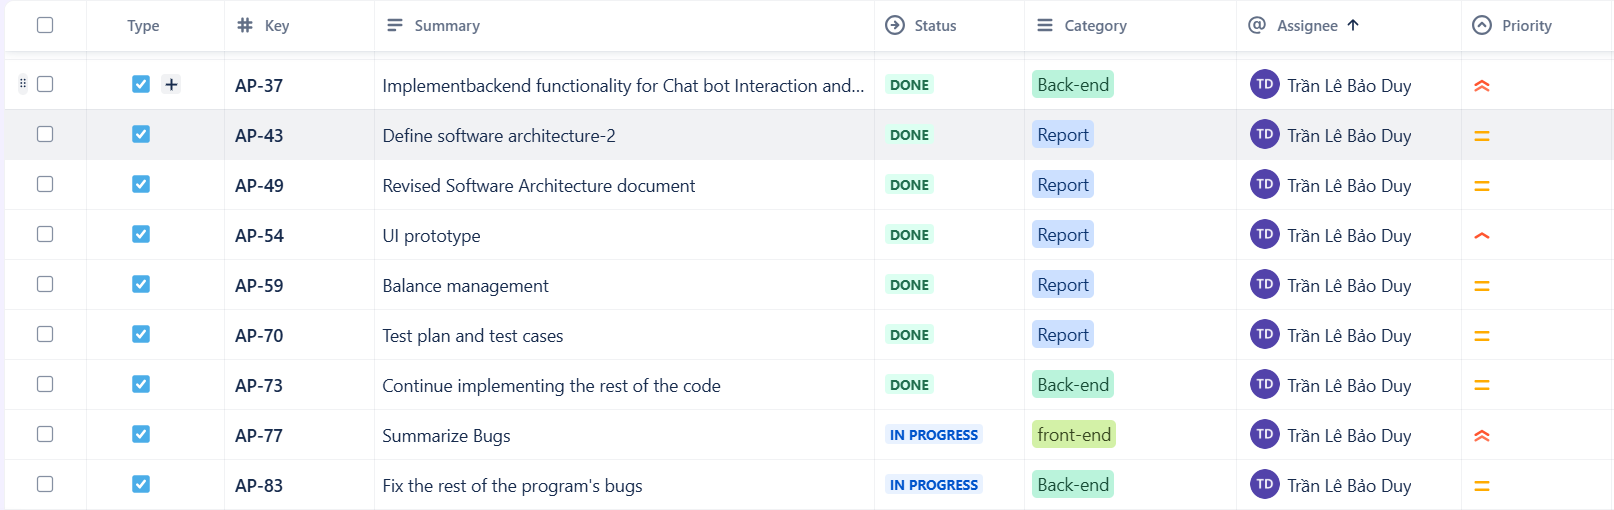 Type Key Summary Status Category Assignee Priority
AP-37 Implementbackend functionality for Chat bot Interaction and... DONE Back-end TD Trần Lê Bảo Duy
AP-43 Define software architecture-2 DONE Report TD Trần Lê Bảo Duy
AP-49 Revised Software Architecture document DONE Report TD Trần Lê Bảo Duy
AP-54 UI prototype DONE Report TD Trần Lê Bảo Duy
AP-59 Balance management DONE Report TD Trần Lê Bảo Duy
AP-70 Test plan and test cases DONE Report TD Trần Lê Bảo Duy
AP-73 Continue implementing the rest of the code DONE Back-end TD Trần Lê Bảo Duy
AP-77 Summarize Bugs IN PROGRESS front-end TD Trần Lê Bảo Duy
AP-83 Fix the rest of the program's bugs IN PROGRESS Back-end TD Trần Lê Bảo Duy